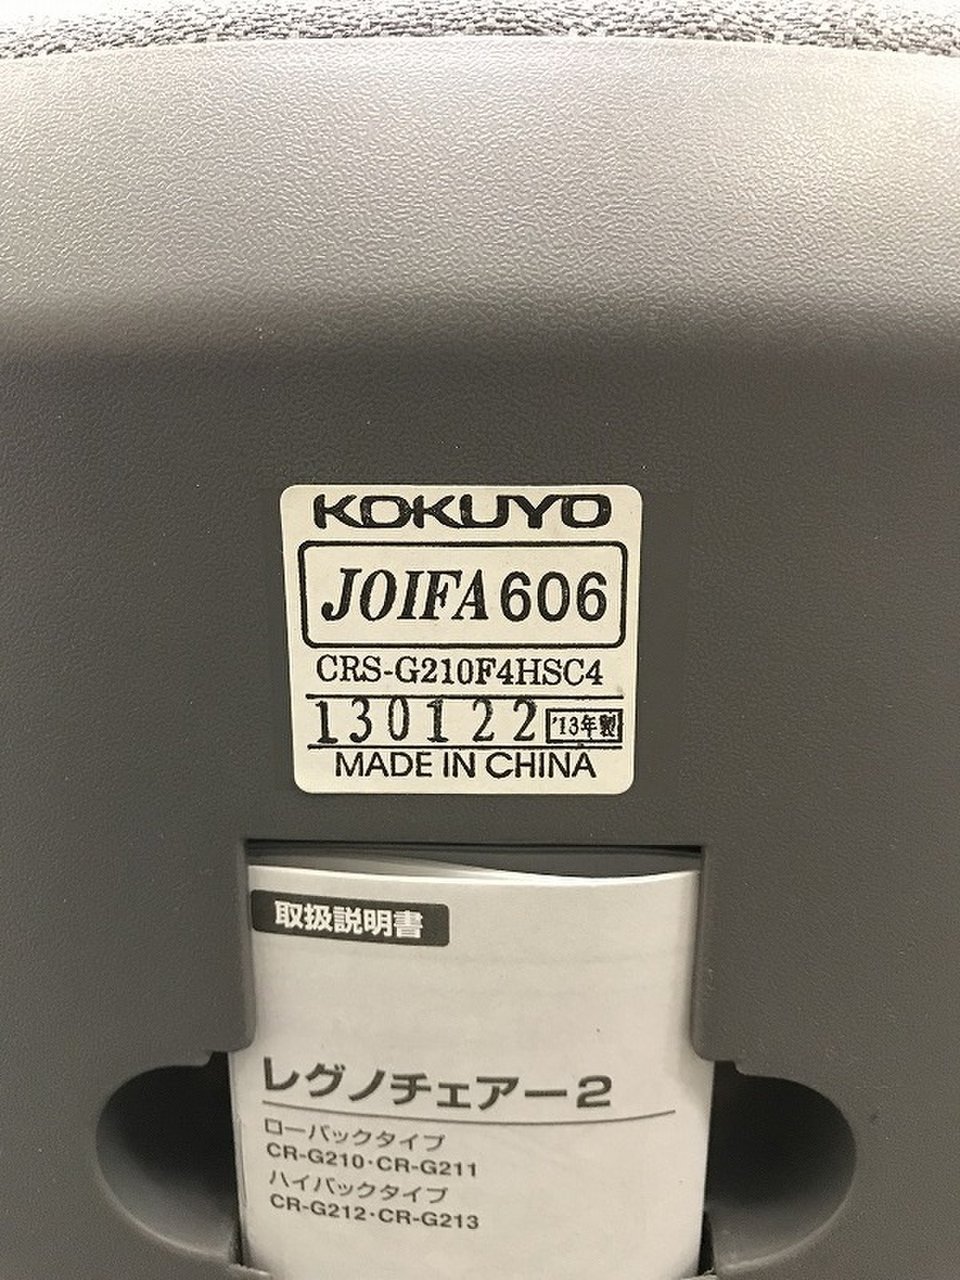 KOKUYO
JOIFA 606
CRS-G210F4HSC4
130122 '13年製
MADE IN CHINA
取扱説明書
レグノチェアー2
ローバックタイプ
CR-G210・CR-G211
ハイバックタイプ
CR-G212・CR-G213